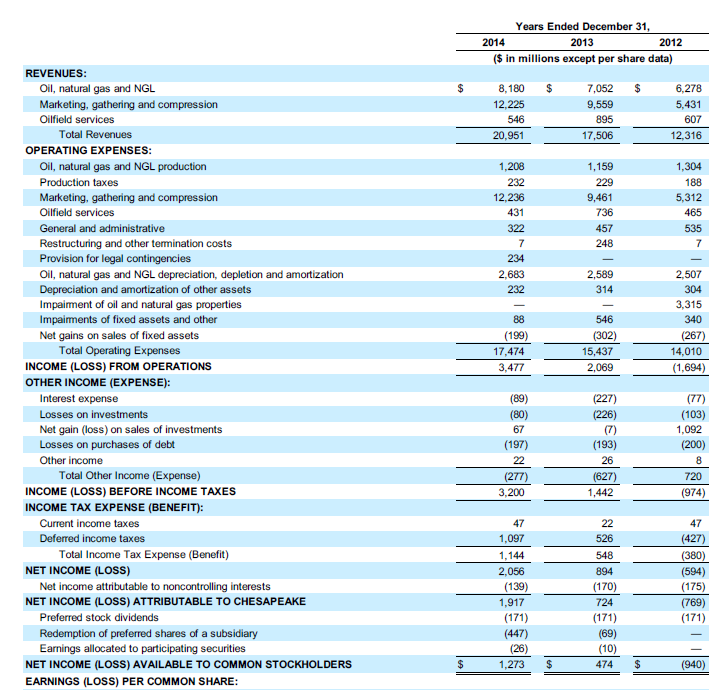 Years Ended December 31,
2014 2013 2012
($ in millions except per share data)
REVENUES:
Oil, natural gas and NGL $ 8,180 $ 7,052 $ 6,278
Marketing, gathering and compression 12,225 9,559 5,431
Oilfield services 546 895 607
Total Revenues 20,951 17,506 12,316
OPERATING EXPENSES:
Oil, natural gas and NGL production 1,208 1,159 1,304
Production taxes 232 229 188
Marketing, gathering and compression 12,236 9,461 5,312
Oilfield services 431 736 465
General and administrative 322 457 535
Restructuring and other termination costs 7 248 7
Provision for legal contingencies 234 — —
Oil, natural gas and NGL depreciation, depletion and amortization 2,683 2,589 2,507
Depreciation and amortization of other assets 232 314 304
Impairment of oil and natural gas properties — — 3,315
Impairments of fixed assets and other 88 546 340
Net gains on sales of fixed assets (199) (302) (267)
Total Operating Expenses 17,474 15,437 14,010
INCOME (LOSS) FROM OPERATIONS 3,477 2,069 (1,694)
OTHER INCOME (EXPENSE):
Interest expense (89) (227) (77)
Losses on investments (80) (226) (103)
Net gain (loss) on sales of investments 67 (7) 1,092
Losses on purchases of debt (197) (193) (200)
Other income 22 26 8
Total Other Income (Expense) (277) (627) 720
INCOME (LOSS) BEFORE INCOME TAXES 3,200 1,442 (974)
INCOME TAX EXPENSE (BENEFIT):
Current income taxes 47 22 47
Deferred income taxes 1,097 526 (427)
Total Income Tax Expense (Benefit) 1,144 548 (380)
NET INCOME (LOSS) 2,056 894 (594)
Net income attributable to noncontrolling interests (139) (170) (175)
NET INCOME (LOSS) ATTRIBUTABLE TO CHESAPEAKE 1,917 724 (769)
Preferred stock dividends (171) (171) (171)
Redemption of preferred shares of a subsidiary (447) (69) —
Earnings allocated to participating securities (26) (10) —
NET INCOME (LOSS) AVAILABLE TO COMMON STOCKHOLDERS $ 1,273 $ 474 $ (940)
EARNINGS (LOSS) PER COMMON SHARE: